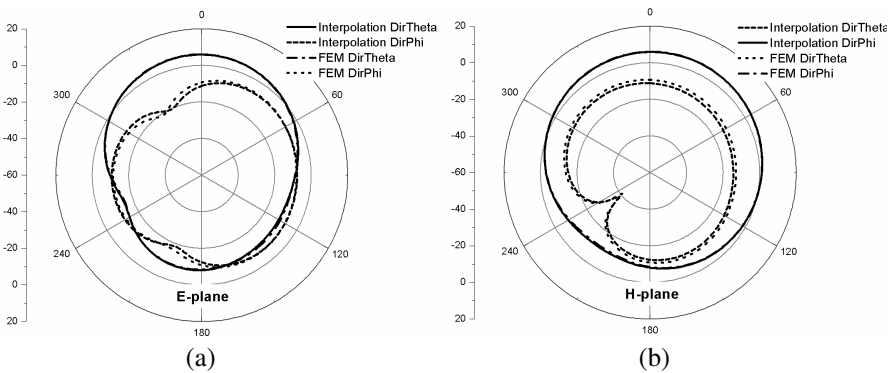 0
20
0
-20
-40
-60
-40
-20
0
20
Interpolation DirTheta
Interpolation DirPhi
FEM DirTheta
FEM DirPhi
300
60
240
120
E-plane
180
(a)
0
20
0
-20
-40
-60
-40
-20
0
20
Interpolation DirTheta
Interpolation DirPhi
FEM DirTheta
FEM DirPhi
300
60
240
120
H-plane
180
(b)